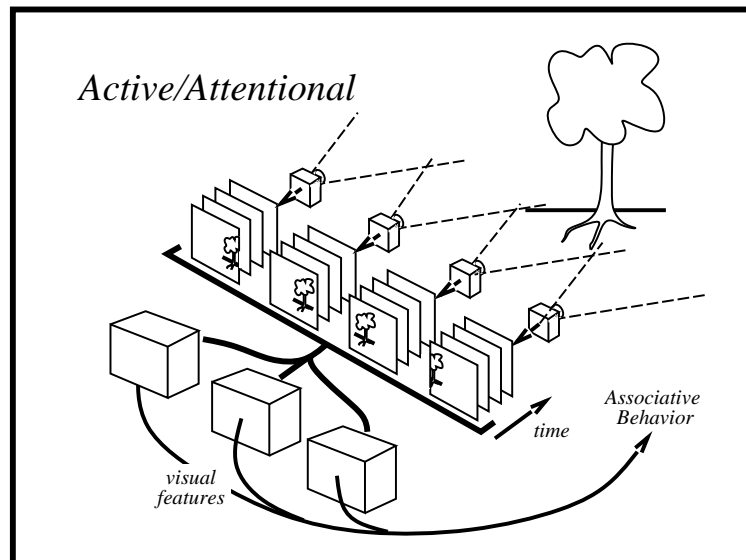 Active/Attentional
Associative
Behavior
time
visual
features